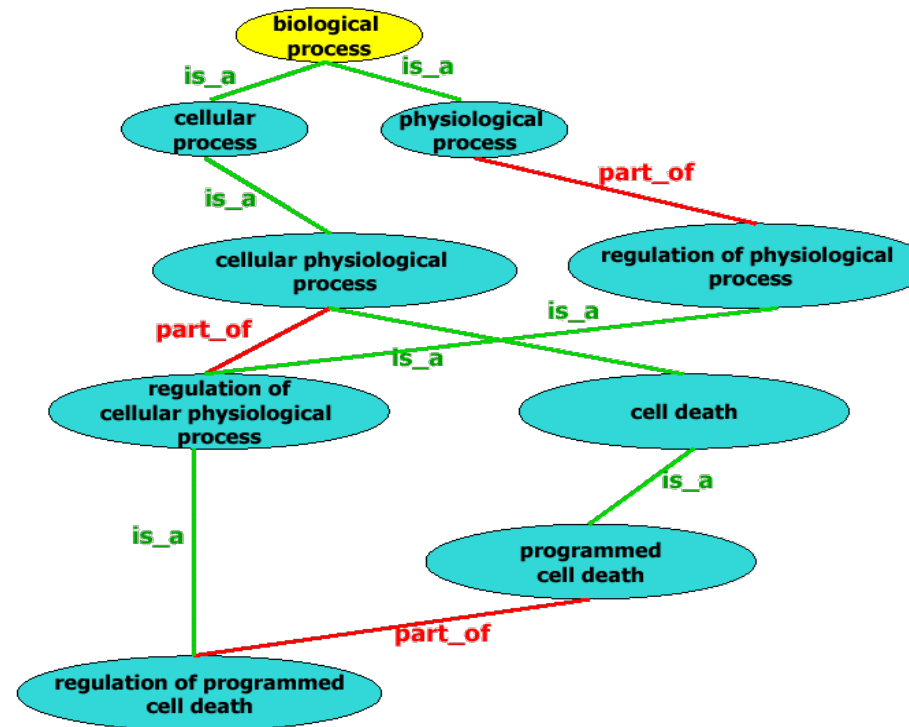 biological
process
is_a
is_a
cellular
process
physiological
process
part_of
is_a
cellular physiological
process
regulation of physiological
process
is_a
part_of
is_a
regulation of
cellular physiological
process
cell death
is_a
is_a
programmed
cell death
part_of
regulation of programmed
cell death